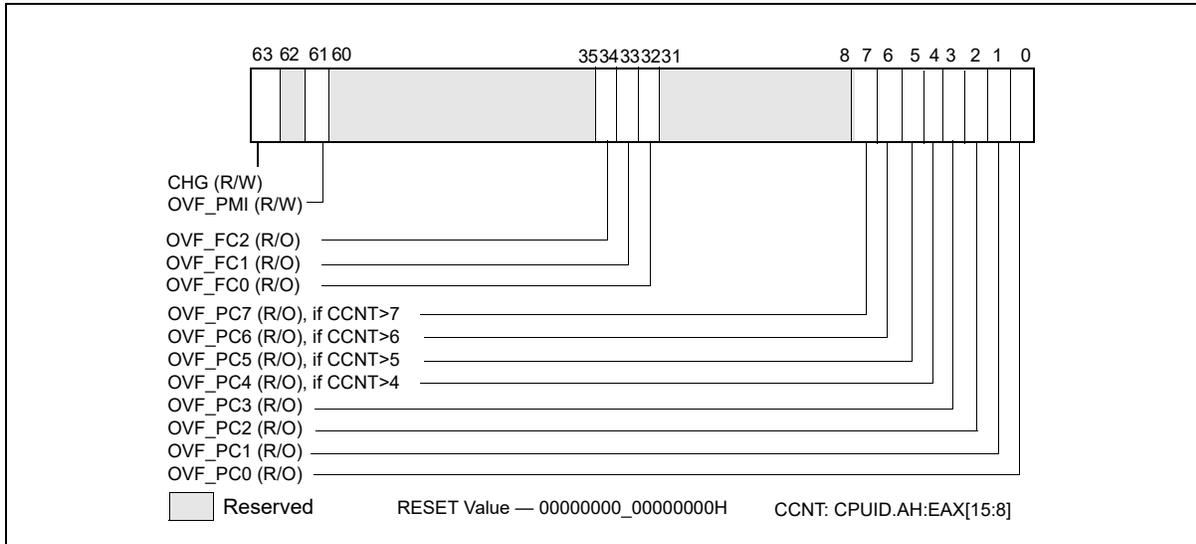 63 62 61 60 35 34 33 32 31 8 7 6 5 4 3 2 1 0
CHG (R/W)
OVF_PMI (R/W)
OVF_FC2 (R/O)
OVF_FC1 (R/O)
OVF_FC0 (R/O)
OVF_PC7 (R/O), if CCNT>7
OVF_PC6 (R/O), if CCNT>6
OVF_PC5 (R/O), if CCNT>5
OVF_PC4 (R/O), if CCNT>4
OVF_PC3 (R/O)
OVF_PC2 (R/O)
OVF_PC1 (R/O)
OVF_PC0 (R/O)
Reserved RESET Value — 00000000_00000000H CCNT: CPUID.AH:EAX[15:8]